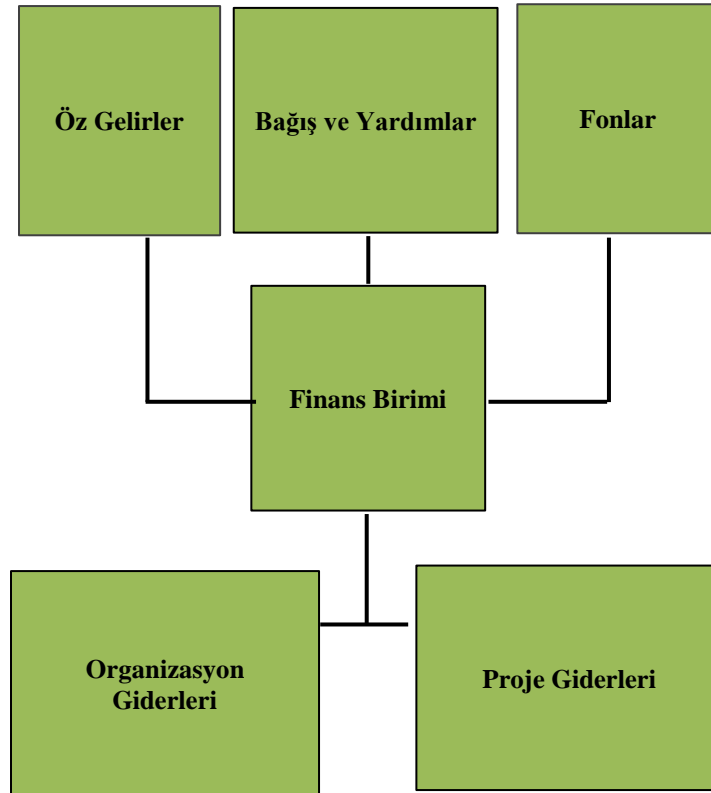 Öz Gelirler
Bağış ve Yardımlar
Fonlar
Finans Birimi
Organizasyon
Giderleri
Proje Giderleri